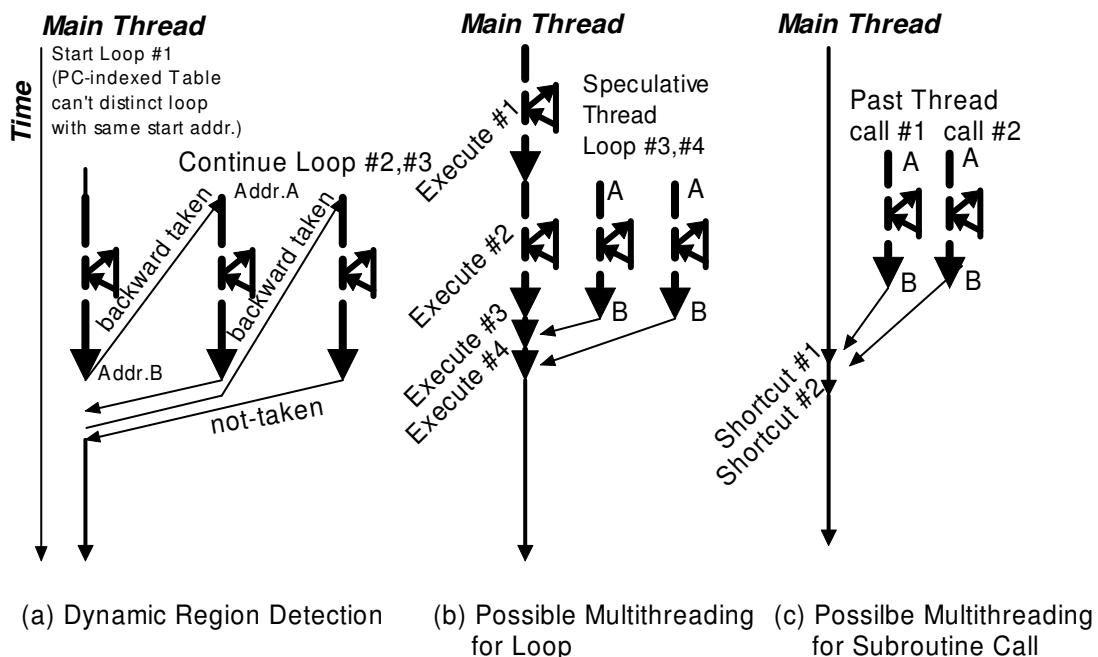 Main Thread
Start Loop #1
(PC-indexed Table
can't distinct loop
with same start addr.)
Time
Continue Loop #2,#3
Addr.A
backward taken
backward taken
Addr.B
not-taken
(a) Dynamic Region Detection
Main Thread
Speculative
Thread
Loop #3,#4
Execute #1
A
A
Execute #2
B
B
Execute #3
Execute #4
(b) Possible Multithreading
for Loop
Main Thread
Past Thread
call #1
call #2
A
A
B
B
Shortcut #1
Shortcut #2
(c) Possilbe Multithreading
for Subroutine Call